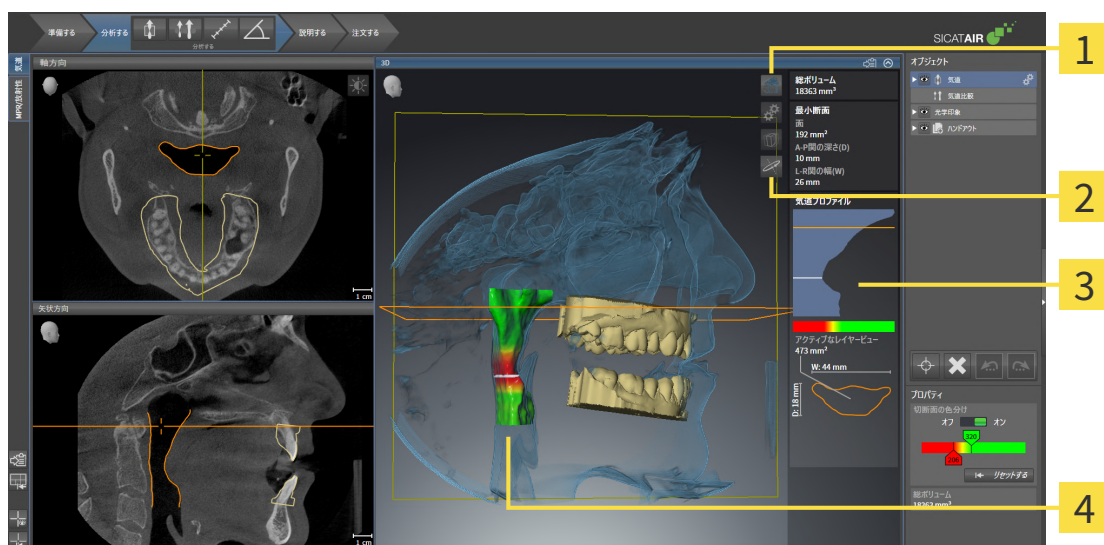 準備する
分析する
分析する
説明する
注文する
SICATAIR
1
気道
MPR/放射性
軸方向
3D
オブジェクト
総ボリューム
18363 mm³
気道
気道比較
光学印象
ハンドアウト
最小断面
面
192 mm²
A-P間の深さ(D)
10 mm
L-R間の幅(W)
26 mm
2
気道プロファイル
3
1 cm
矢状方向
アクティブなレイヤービュー
473 mm²
W: 44 mm
D: 18 mm
プロパティ
切断面の色分け
オフ
オン
320
206
リセットする
総ボリューム
18363 mm³
4
1 cm